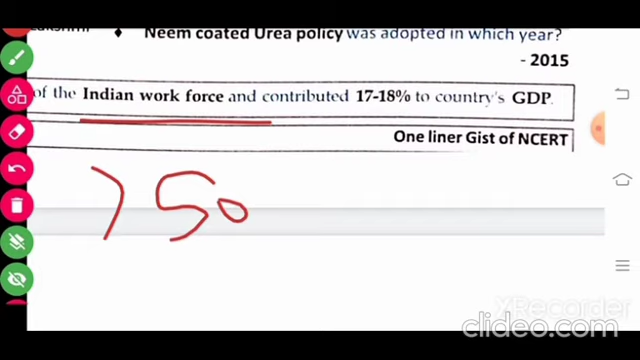 ♦ Neem coated Urea policy was adopted in which year?
- 2015
of the Indian work force and contributed 17-18% to country's GDP.
One liner Gist of NCERT
) 50
XRecorder
clideo.com